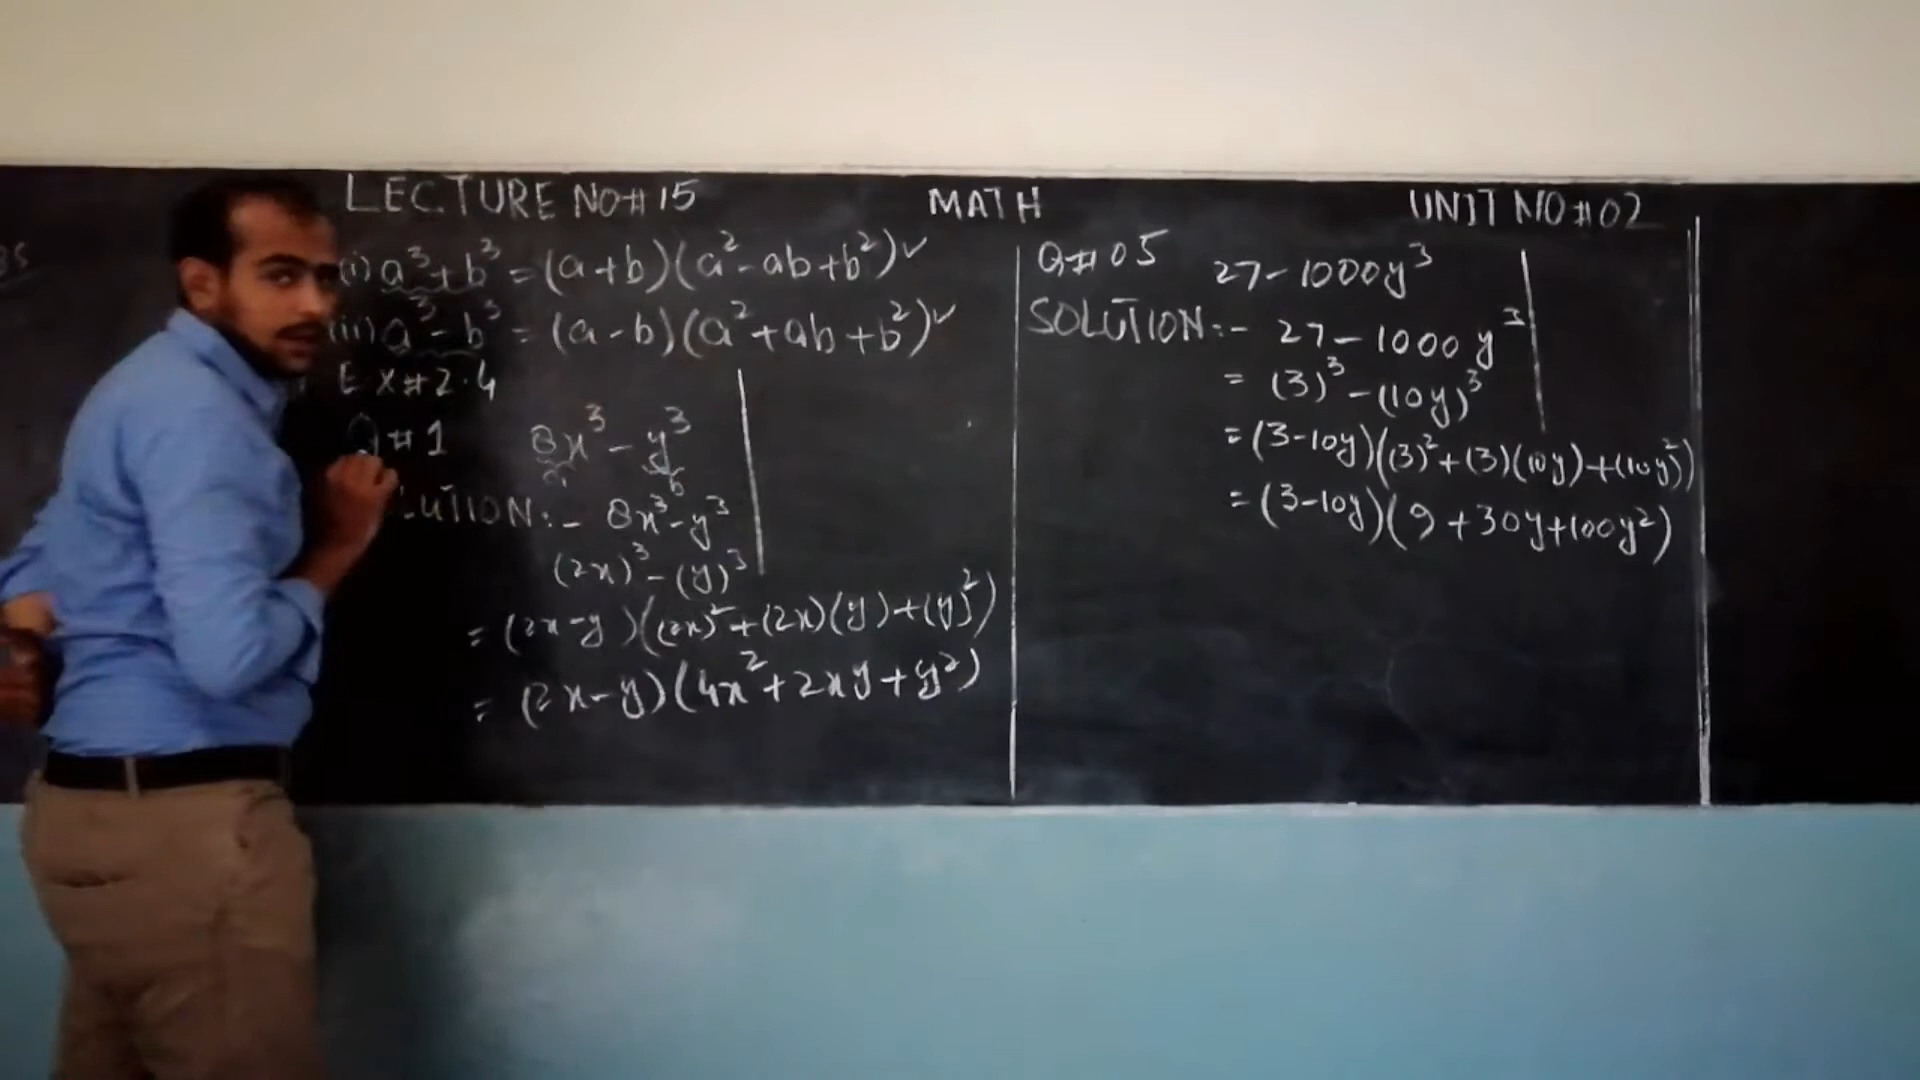 LECTURE NO#15 MATH UNIT NO#02
(i) a³+b³ = (a+b)(a²-ab+b²)✓
(ii) a³-b³ = (a-b)(a²+ab+b²)✓
EX#2.4
Q#1 8x³-y³
a b
LUTION:- 8x³-y³
(2x)³-(y)³
= (2x-y)((2x)²+(2x)(y)+(y)²)
= (2x-y)(4x²+2xy+y²)
Q#05 27-1000y³
SOLUTION:- 27-1000y³
= (3)³-(10y)³
= (3-10y)((3)²+(3)(10y)+(10y²))
= (3-10y)(9+30y+100y²)